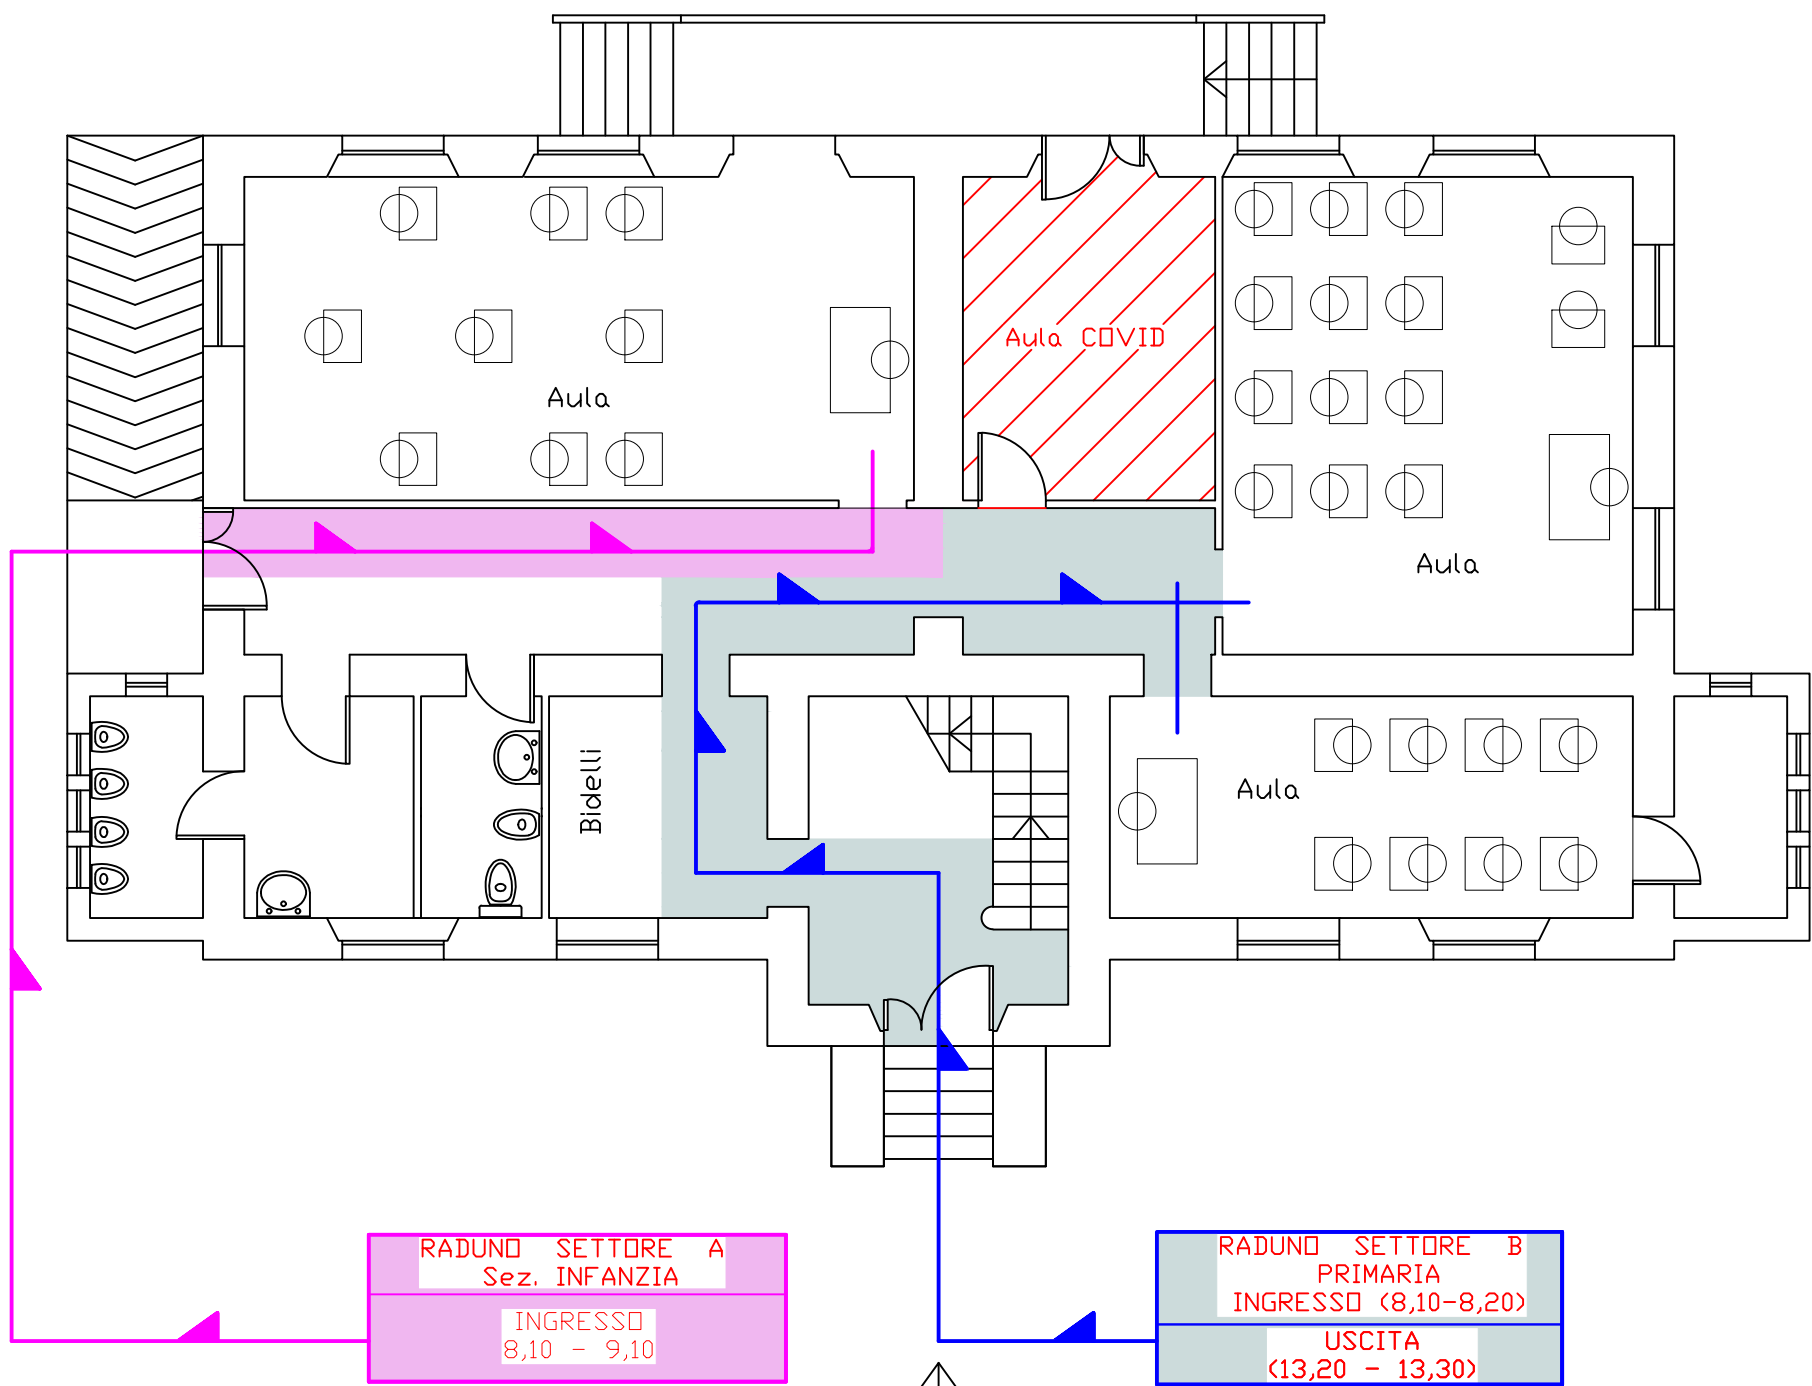 Aula COVID
Aula
Aula
Aula
Bidelli
RADUNO SETTORE A
Sez. INFANZIA
INGRESSO
8,10 - 9,10
RADUNO SETTORE B
PRIMARIA
INGRESSO (8,10-8,20)
USCITA
(13,20 - 13,30)